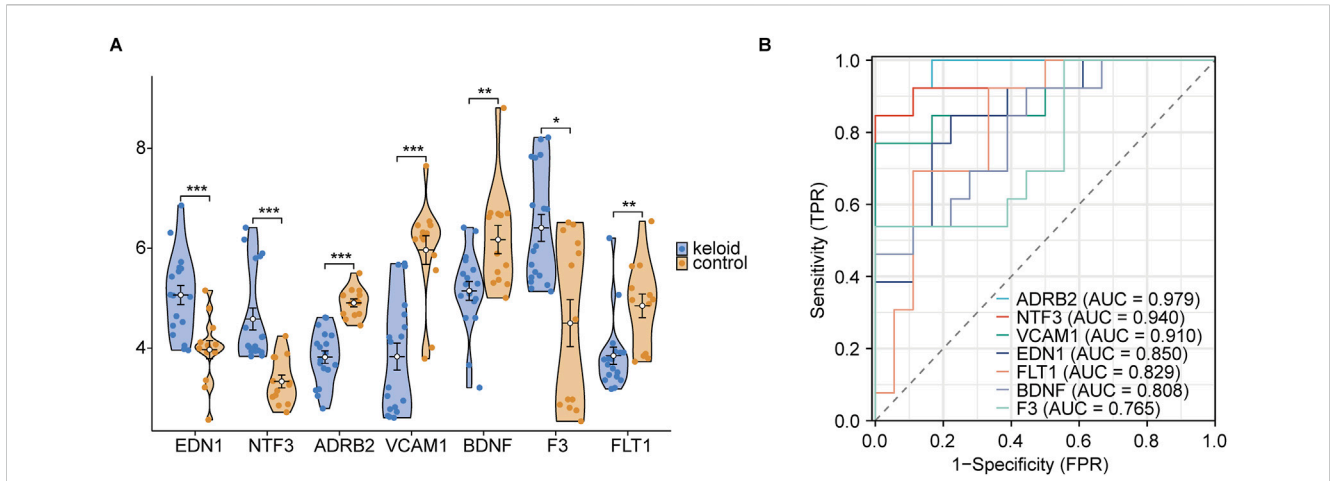 A
B
***
***
***
***
**
*
**
8
6
4
EDN1
NTF3
ADRB2
VCAM1
BDNF
F3
FLT1
keloid
control
Sensitivity (TPR)
1.0
0.8
0.6
0.4
0.2
0.0
ADRB2 (AUC = 0.979)
NTF3 (AUC = 0.940)
VCAM1 (AUC = 0.910)
EDN1 (AUC = 0.850)
FLT1 (AUC = 0.829)
BDNF (AUC = 0.808)
F3 (AUC = 0.765)
0.0
0.2
0.4
0.6
0.8
1.0
1−Specificity (FPR)